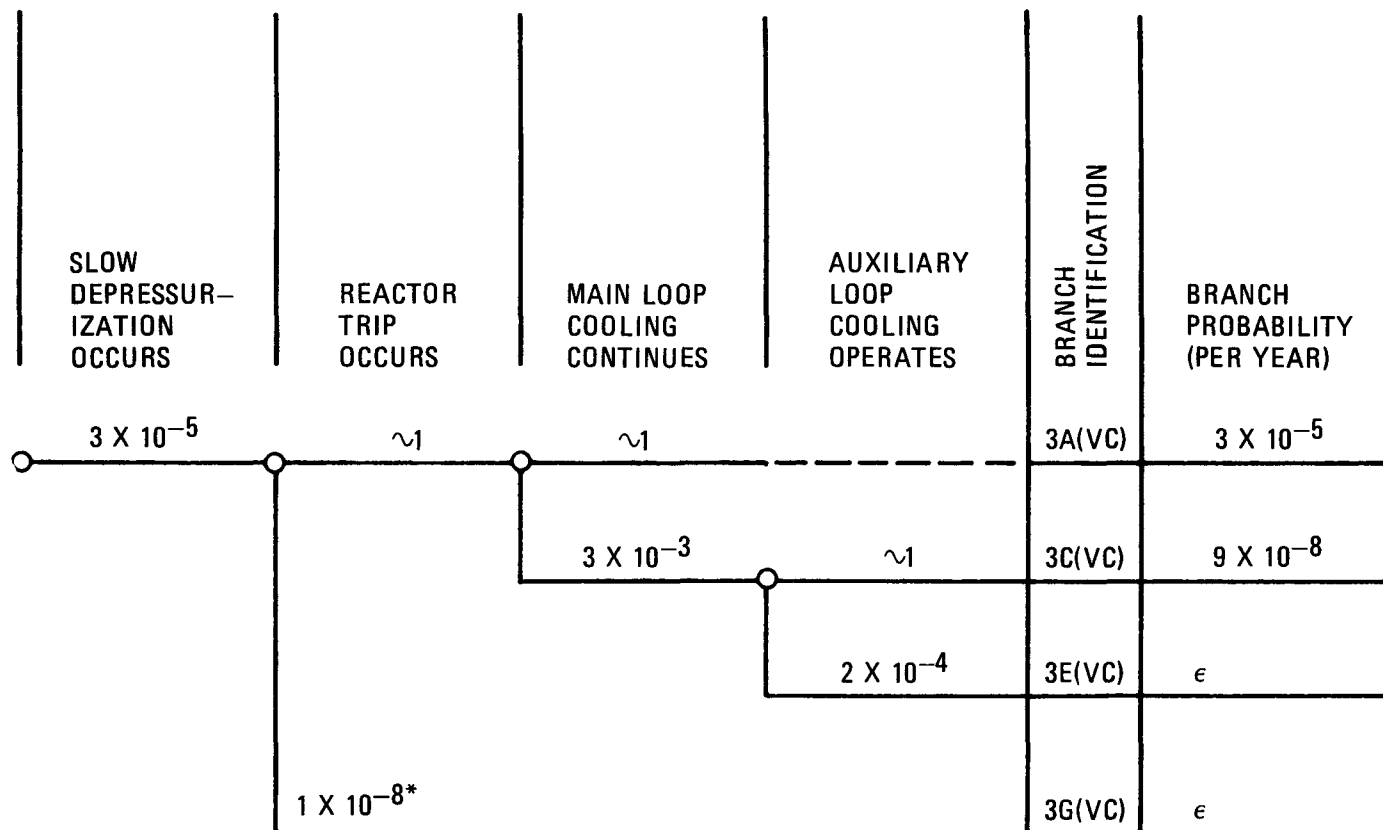 SLOW
DEPRESSUR–
IZATION
OCCURS
REACTOR
TRIP
OCCURS
MAIN LOOP
COOLING
CONTINUES
AUXILIARY
LOOP
COOLING
OPERATES
BRANCH
IDENTIFICATION
BRANCH
PROBABILITY
(PER YEAR)
3 X 10⁻⁵ ~1 ~1 3A(VC) 3 X 10⁻⁵
3 X 10⁻³ ~1 3C(VC) 9 X 10⁻⁸
2 X 10⁻⁴ 3E(VC) ϵ
1 X 10⁻⁸* 3G(VC) ϵ